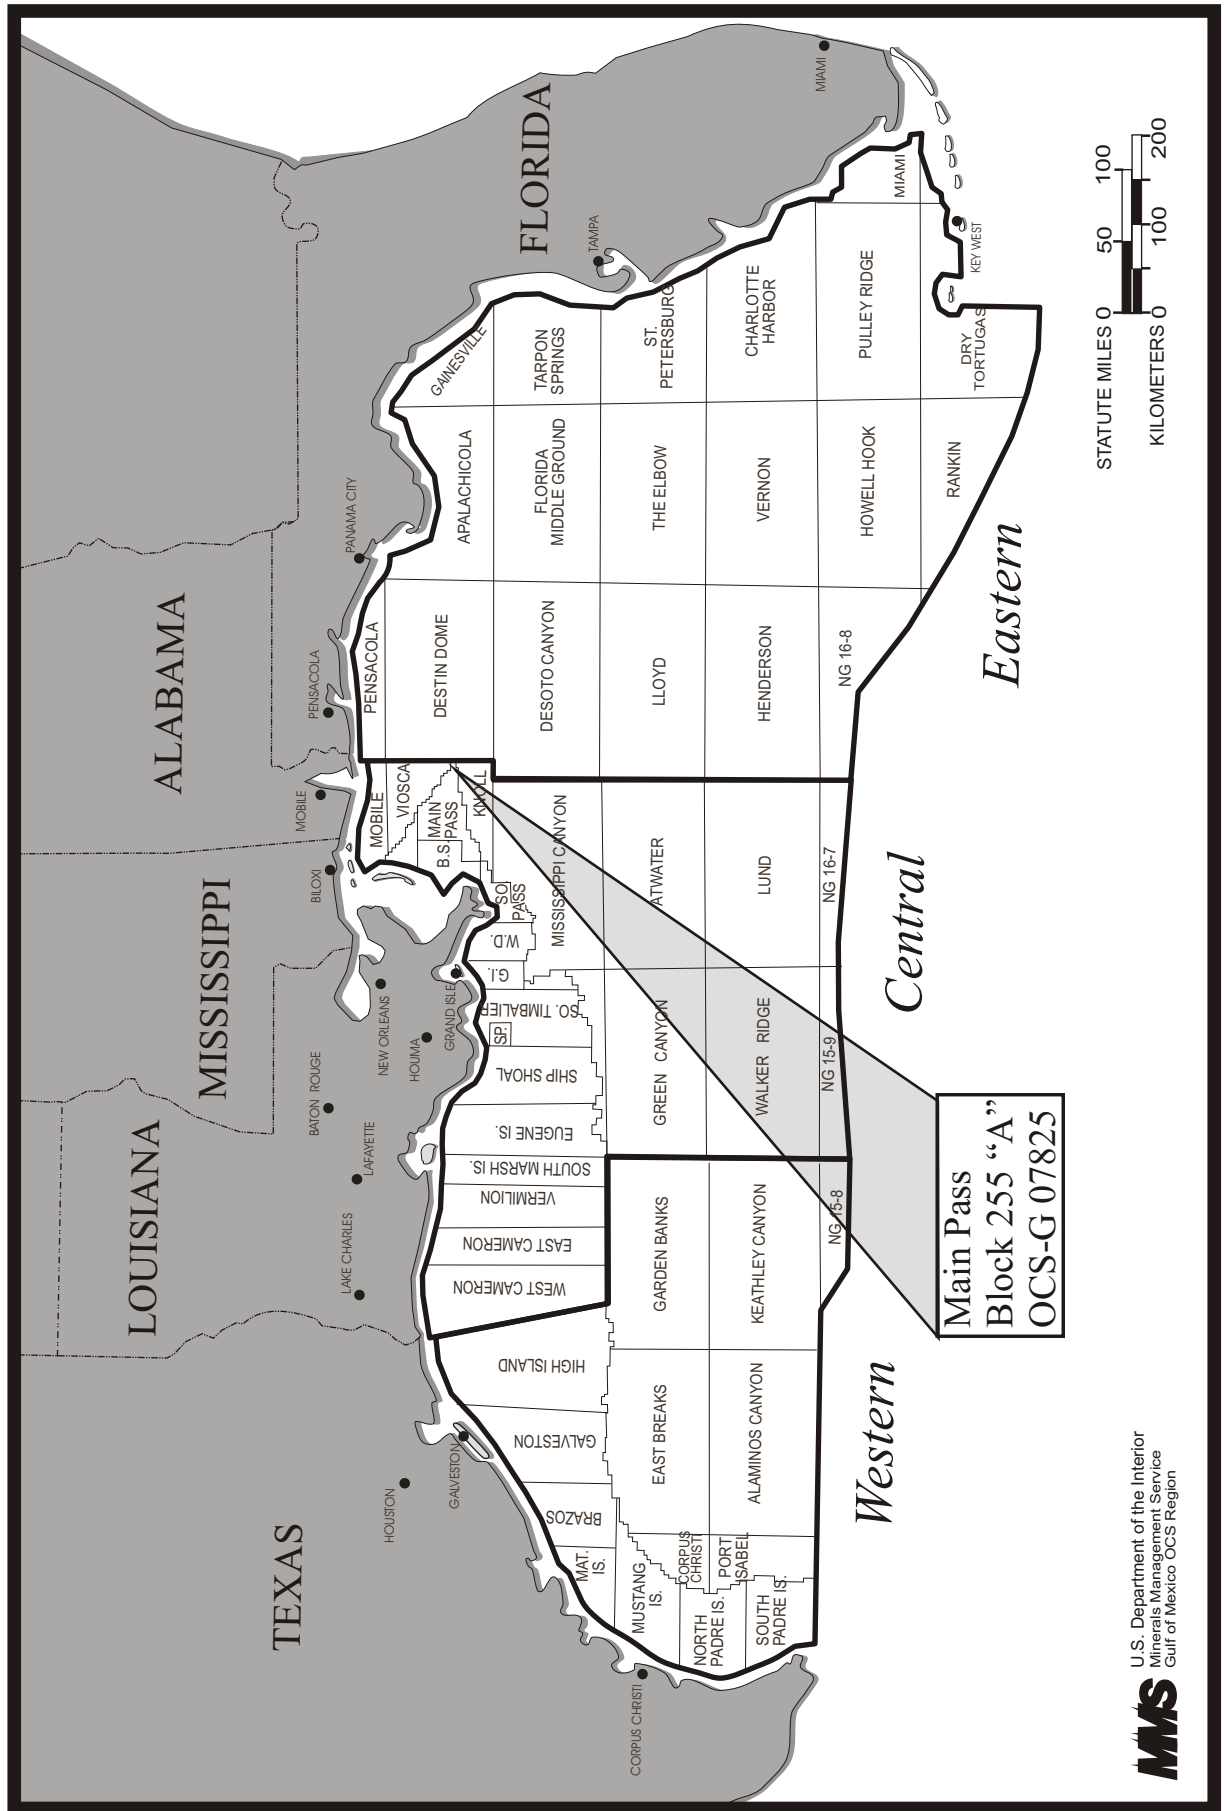 TEXAS
LOUISIANA
MISSISSIPPI
ALABAMA
FLORIDA
HOUSTON
GALVESTON
CORPUS CHRISTI
LAKE CHARLES
LAFAYETTE
BATON ROUGE
NEW ORLEANS
HOUMA
GRAND ISLE
BILOXI
MOBILE
PENSACOLA
PANAMA CITY
TAMPA
MIAMI
KEY WEST
MAT.
IS.
BRAZOS
GALVESTON
HIGH ISLAND
WEST CAMERON
EAST CAMERON
VERMILION
SOUTH MARSH IS.
EUGENE IS.
SHIP SHOAL
S.P.
SO. TIMBALIER
G.I.
W.D.
SO.
PASS
B.S.
MAIN
PASS
MOBILE
VIOSCA
KNOLL
PENSACOLA
DESTIN DOME
APALACHICOLA
GAINESVILLE
MUSTANG
IS.
CORPUS
CHRISTI
NORTH
PADRE IS.
PORT
ISABEL
SOUTH
PADRE IS.
EAST BREAKS
GARDEN BANKS
GREEN CANYON
MISSISSIPPI CANYON
ATWATER
DESOTO CANYON
FLORIDA
MIDDLE GROUND
TARPON
SPRINGS
LLOYD
THE ELBOW
ST.
PETERSBURG
ALAMINOS CANYON
KEATHLEY CANYON
WALKER RIDGE
LUND
HENDERSON
VERNON
CHARLOTTE
HARBOR
NG 15-8
NG 15-9
NG 16-7
NG 16-8
HOWELL HOOK
PULLEY RIDGE
MIAMI
RANKIN
DRY
TORTUGAS
Western
Central
Eastern
Main Pass
Block 255 “A”
OCS-G 07825
STATUTE MILES 0 50 100
KILOMETERS 0 100 200
MMS
U.S. Department of the Interior
Minerals Management Service
Gulf of Mexico OCS Region